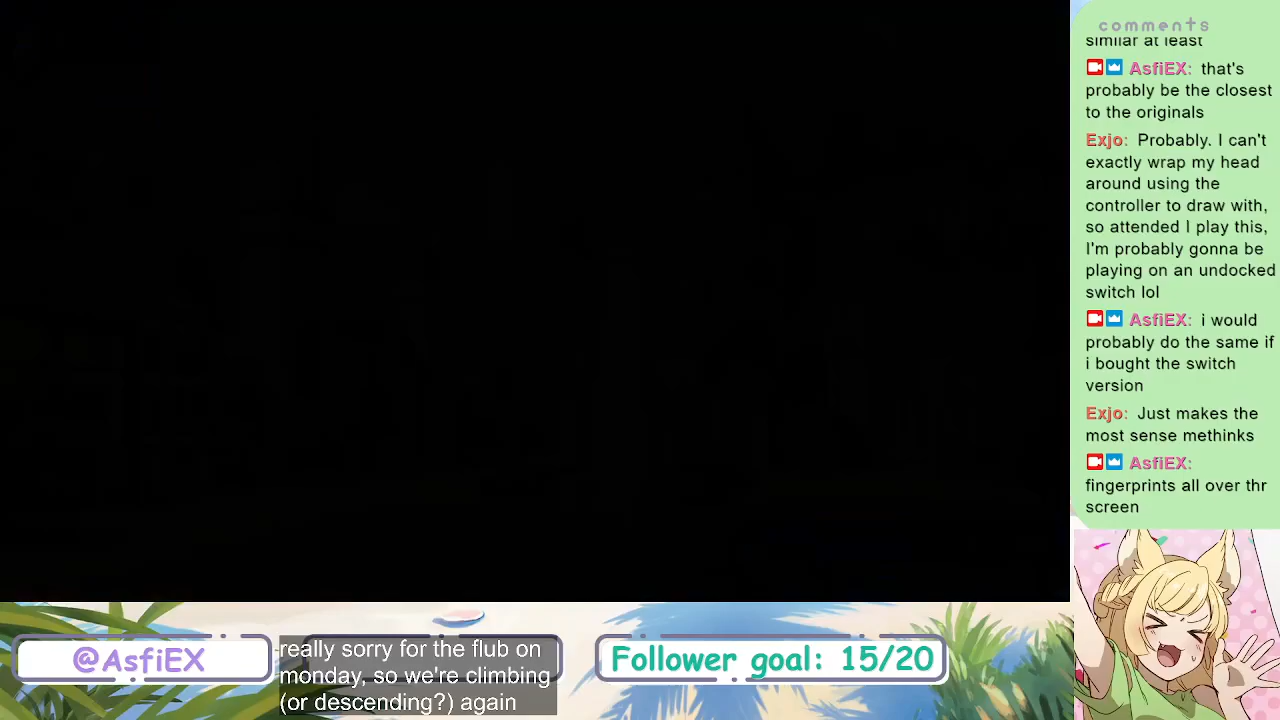 comments
similar at least
AsfiEX: that's
probably be the closest
to the originals
Exjo: Probably. I can't
exactly wrap my head
around using the
controller to draw with,
so attended I play this,
I'm probably gonna be
playing on an undocked
switch lol
AsfiEX: i would
probably do the same if
i bought the switch
version
Exjo: Just makes the
most sense methinks
AsfiEX:
fingerprints all over thr
screen
@AsfiEX
really sorry for the flub on
monday, so we're climbing
(or descending?) again
Follower goal: 15/20